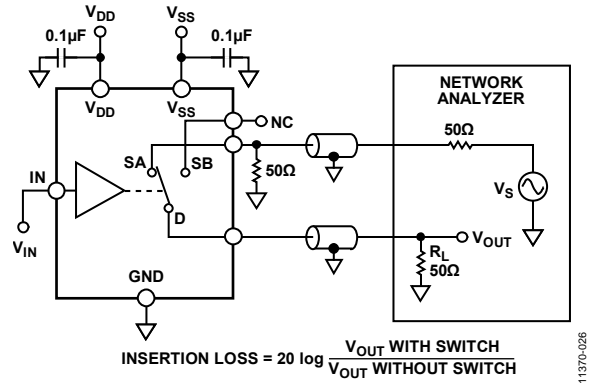 VDD
VSS
0.1µF
0.1µF
VDD
VSS
NC
NETWORK
ANALYZER
50Ω
SA
SB
50Ω
IN
VS
D
VOUT
VIN
RL
50Ω
GND
INSERTION LOSS = 20 log VOUT WITH SWITCH
VOUT WITHOUT SWITCH
11370-026